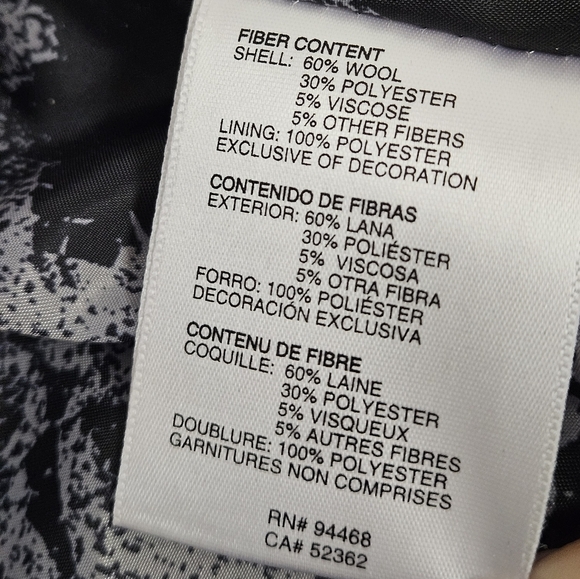 FIBER CONTENT
SHELL: 60% WOOL
30% POLYESTER
5% VISCOSE
5% OTHER FIBERS
LINING: 100% POLYESTER
EXCLUSIVE OF DECORATION
CONTENIDO DE FIBRAS
EXTERIOR: 60% LANA
30% POLIÉSTER
5% VISCOSA
5% OTRA FIBRA
FORRO: 100% POLIÉSTER
DECORACIÓN EXCLUSIVA
CONTENU DE FIBRE
COQUILLE: 60% LAINE
30% POLYESTER
5% VISQUEUX
5% AUTRES FIBRES
DOUBLURE: 100% POLYESTER
GARNITURES NON COMPRISES
RN# 94468
CA# 52362